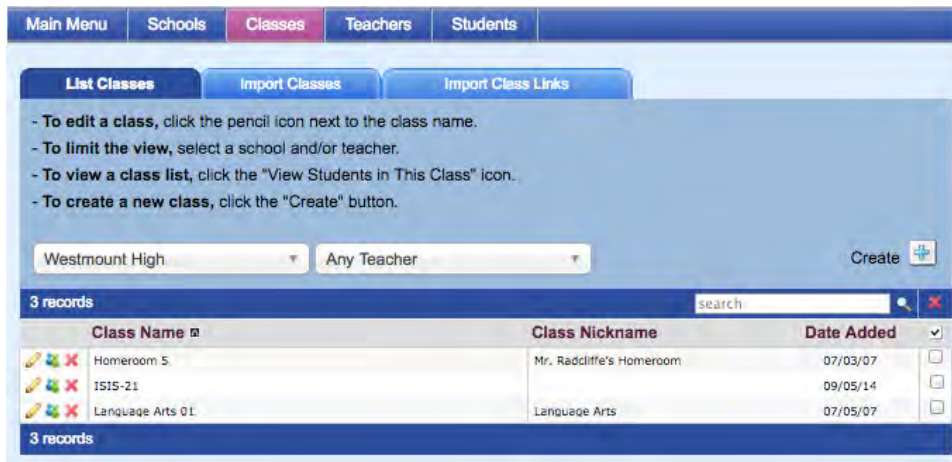 Main Menu Schools Classes Teachers Students
List Classes Import Classes Import Class Links
- To edit a class, click the pencil icon next to the class name.
- To limit the view, select a school and/or teacher.
- To view a class list, click the "View Students in This Class" icon.
- To create a new class, click the "Create" button.
Westmount High Any Teacher Create
3 records search
Class Name Class Nickname Date Added
Homeroom 5 Mr. Radcliffe's Homeroom 07/03/07
ISIS-21 09/05/14
Language Arts 01 Language Arts 07/05/07
3 records